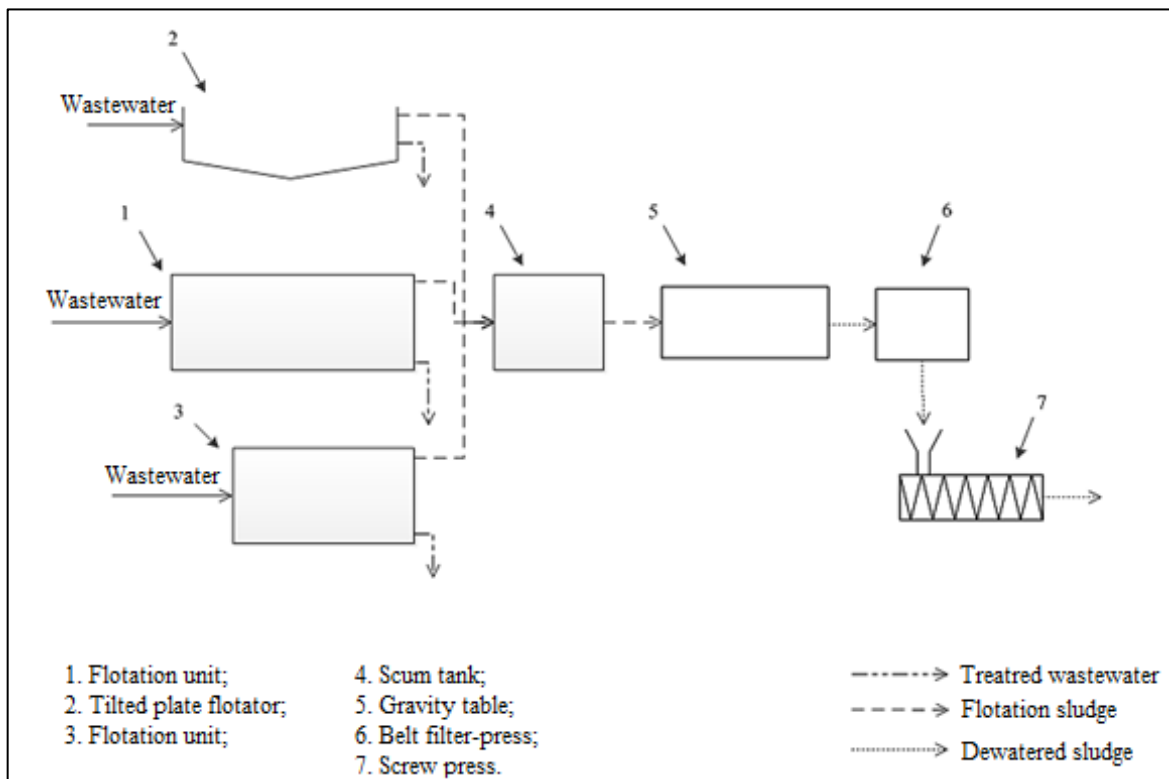 2
Wastewater
1
4
5
6
Wastewater
3
7
Wastewater
1. Flotation unit;
2. Tilted plate flotator;
3. Flotation unit;
4. Scum tank;
5. Gravity table;
6. Belt filter-press;
7. Screw press.
Treatred wastewater
Flotation sludge
Dewatered sludge